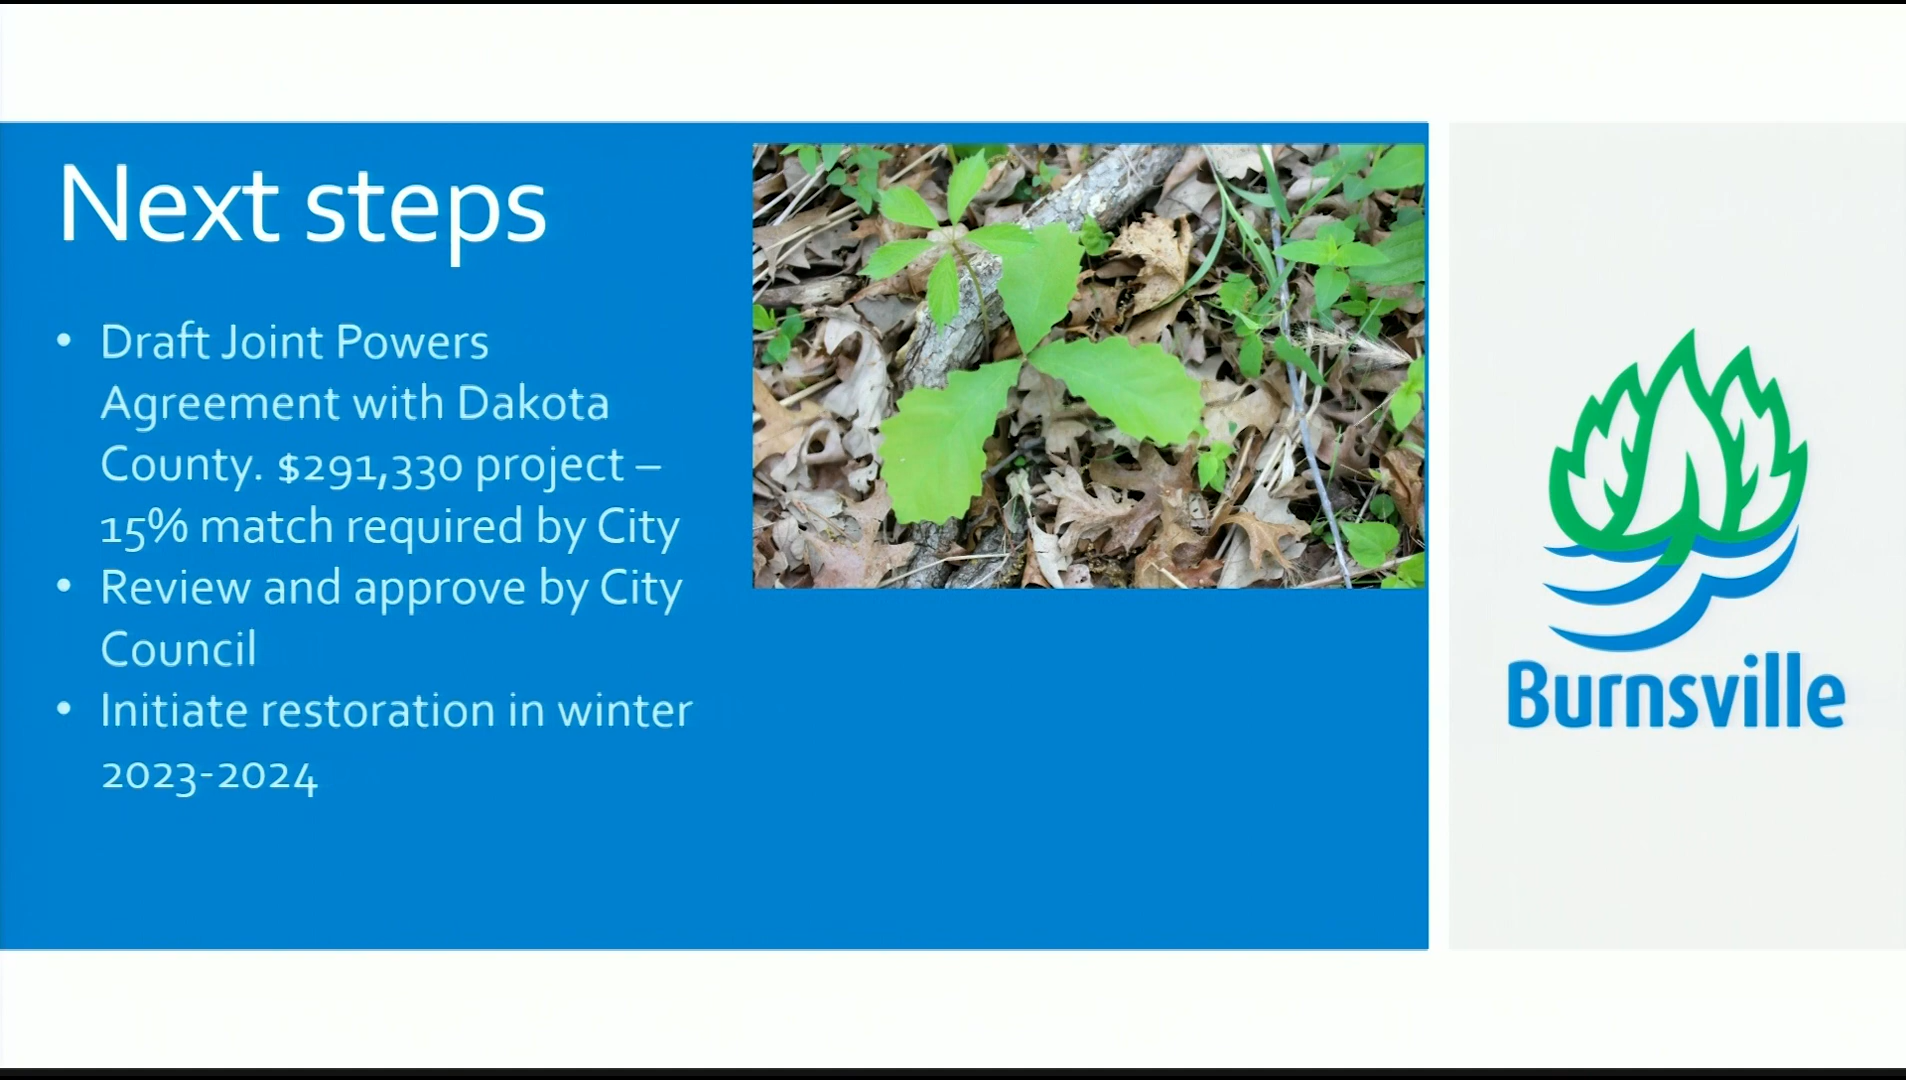 Next steps
• Draft Joint Powers
Agreement with Dakota
County. $291,330 project –
15% match required by City
• Review and approve by City
Council
• Initiate restoration in winter
2023-2024
Burnsville